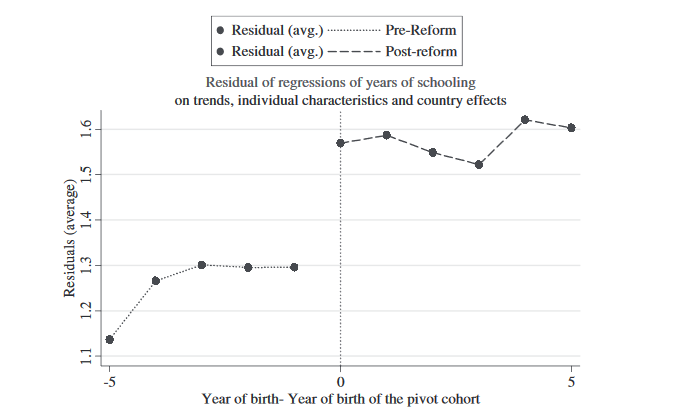 Residual (avg.) Pre-Reform
Residual (avg.) Post-reform
Residual of regressions of years of schooling
on trends, individual characteristics and country effects
Residuals (average)
1.6
1.5
1.4
1.3
1.2
1.1
-5 0 5
Year of birth- Year of birth of the pivot cohort